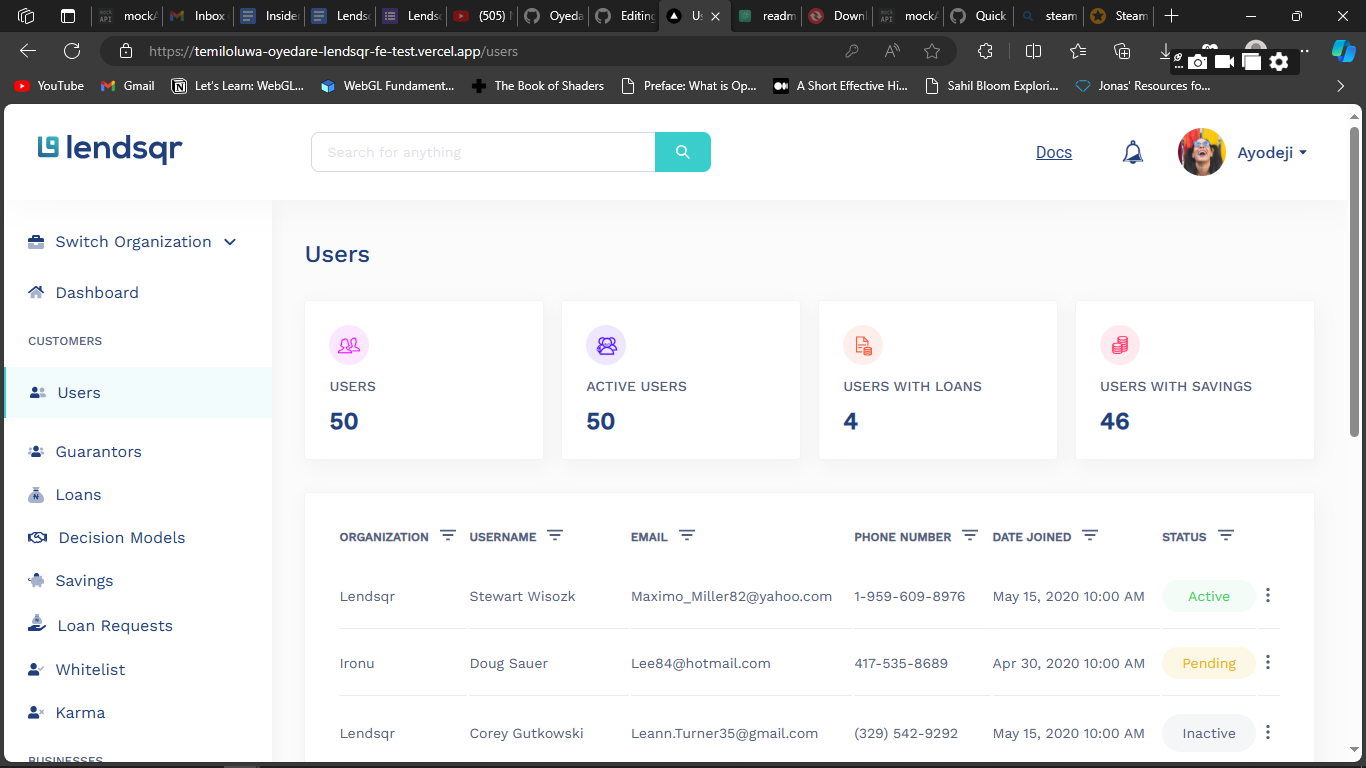 mockA
Inbox
Insider
Lends
Lends
(505) N
Oyeda
Editing
Us
readm
Downl
mockA
Quick
steam
Steam
https://temiloluwa-oyedare-lendsqr-fe-test.vercel.app/users
YouTube
Gmail
Let's Learn: WebGL...
WebGL Fundament...
The Book of Shaders
Preface: What is Op...
A Short Effective Hi...
Sahil Bloom Explori...
Jonas' Resources fo...
lendsqr
Search for anything
Docs
Ayodeji
Switch Organization
Dashboard
CUSTOMERS
Users
Guarantors
Loans
Decision Models
Savings
Loan Requests
Whitelist
Karma
BUSINESSES
Users
USERS
50
ACTIVE USERS
50
USERS WITH LOANS
4
USERS WITH SAVINGS
46
ORGANIZATION USERNAME EMAIL PHONE NUMBER DATE JOINED STATUS
Lendsqr Stewart Wisozk Maximo_Miller82@yahoo.com 1-959-609-8976 May 15, 2020 10:00 AM Active
Ironu Doug Sauer Lee84@hotmail.com 417-535-8689 Apr 30, 2020 10:00 AM Pending
Lendsqr Corey Gutkowski Leann.Turner35@gmail.com (329) 542-9292 May 15, 2020 10:00 AM Inactive